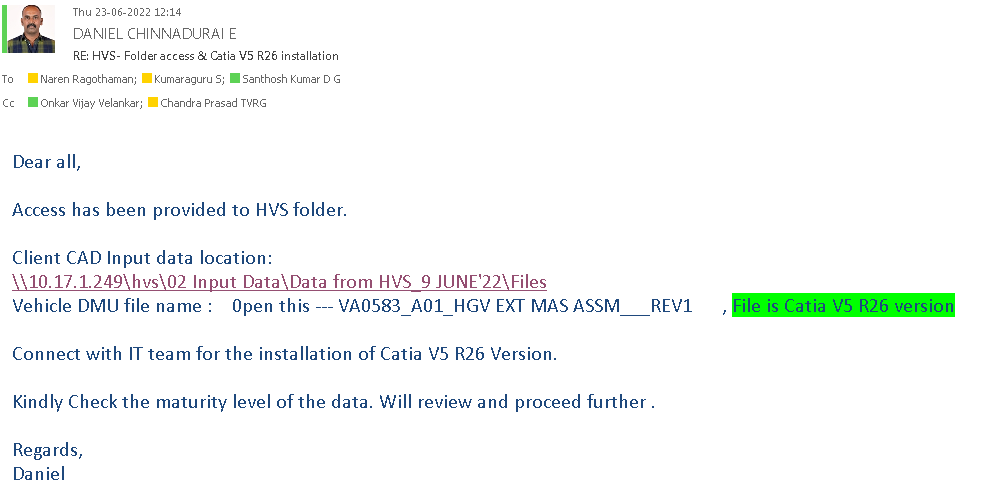 Thu 23-06-2022 12:14
DANIEL CHINNADURAI E
RE: HVS- Folder access & Catia V5 R26 installation
To Naren Ragothaman; Kumaraguru S; Santhosh Kumar D G
Cc Onkar Vijay Velankar; Chandra Prasad TVRG
Dear all,
Access has been provided to HVS folder.
Client CAD Input data location:
\\10.17.1.249\hvs\02 Input Data\Data from HVS_9 JUNE'22\Files
Vehicle DMU file name : 0pen this --- VA0583_A01_HGV EXT MAS ASSM___REV1 , File is Catia V5 R26 version
Connect with IT team for the installation of Catia V5 R26 Version.
Kindly Check the maturity level of the data. Will review and proceed further .
Regards,
Daniel